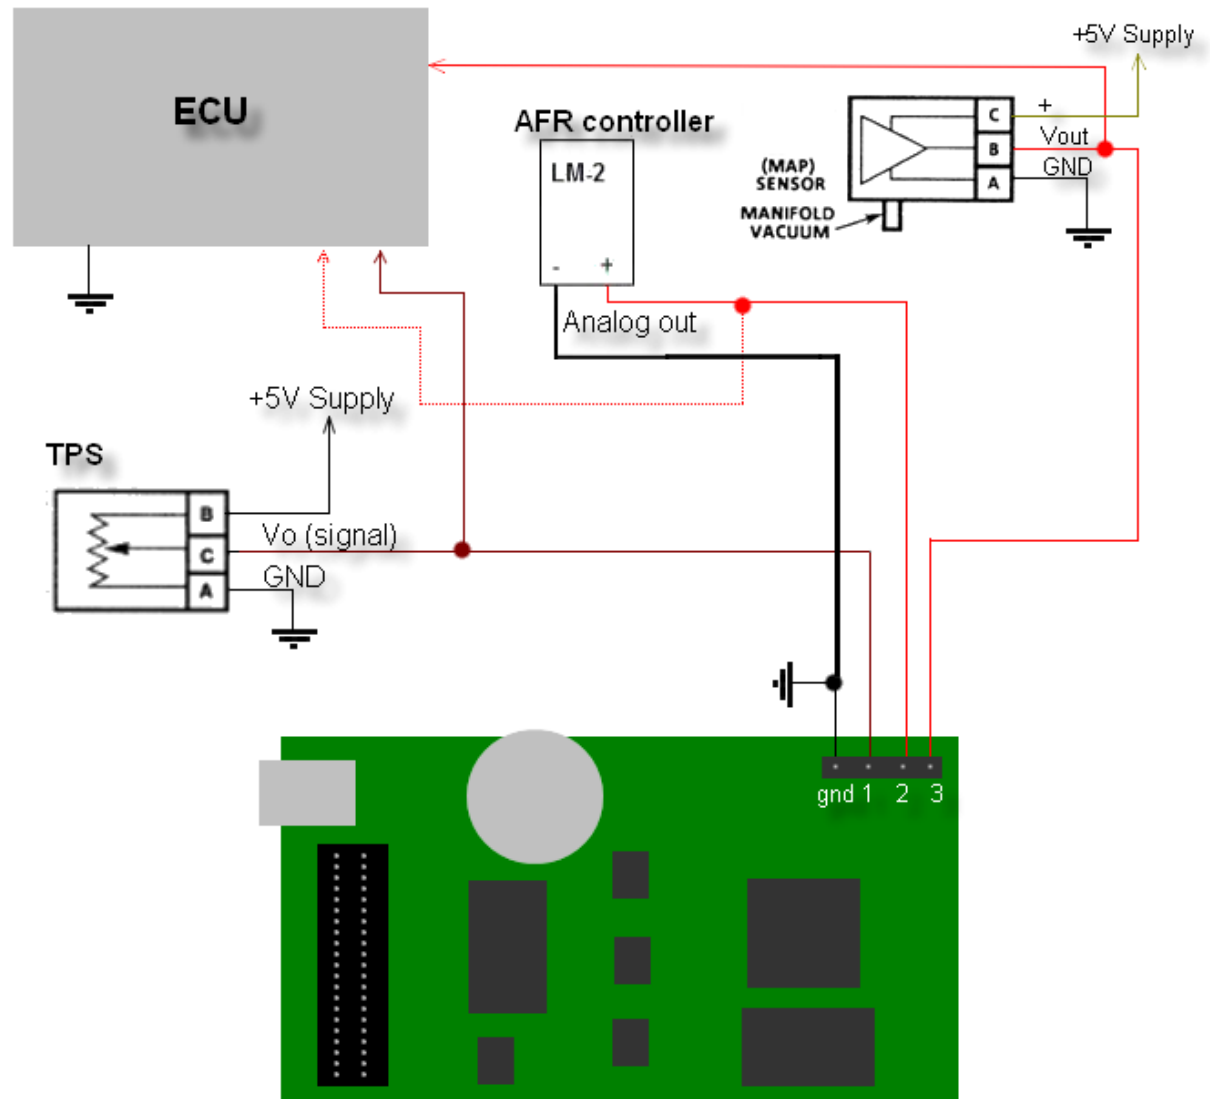 +5V Supply
ECU
AFR controller
LM-2
- +
Analog out
(MAP)
SENSOR
MANIFOLD
VACUUM
C
B
A
+
Vout
GND
+5V Supply
TPS
B
C
A
Vo (signal)
GND
gnd 1 2 3